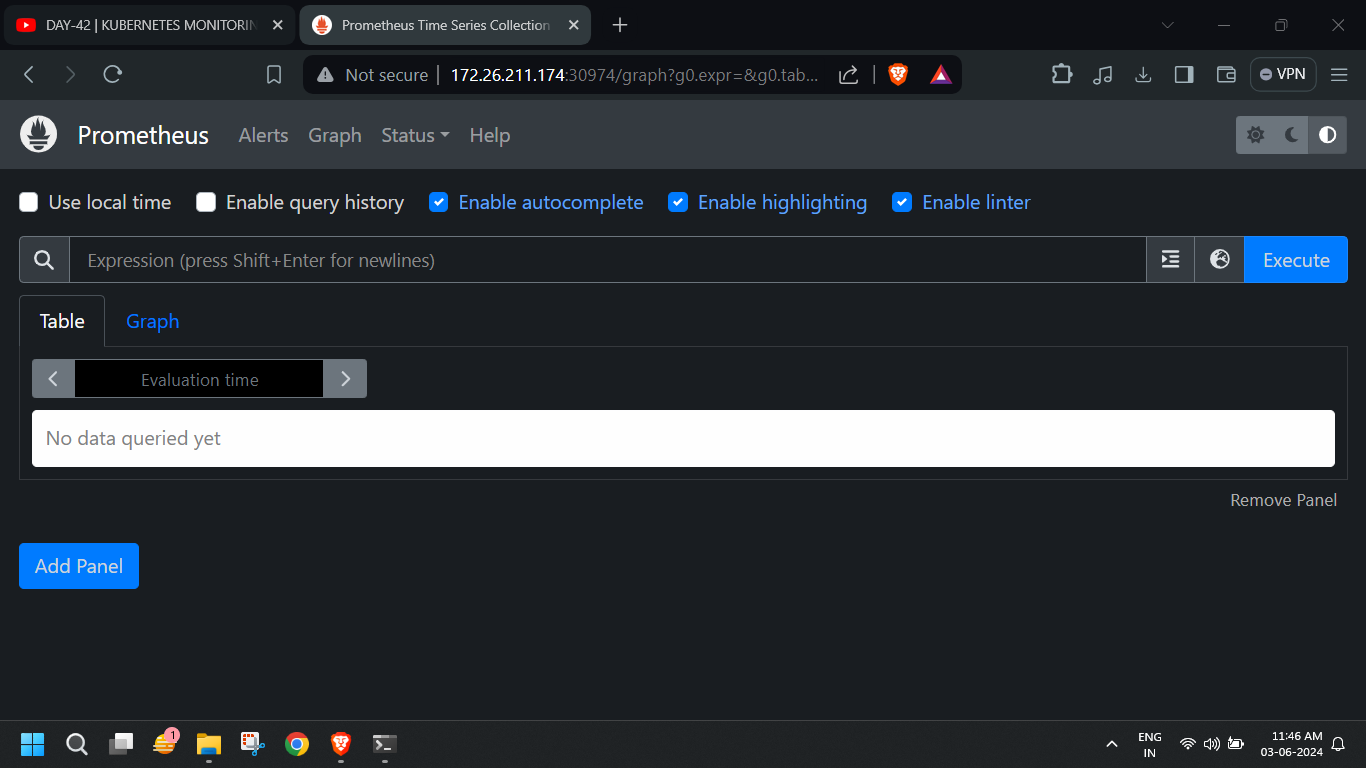 DAY-42 | KUBERNETES MONITORIN
Prometheus Time Series Collection
Not secure
172.26.211.174:30974/graph?g0.expr=&g0.tab...
VPN
Prometheus Alerts Graph Status Help
Use local time Enable query history Enable autocomplete Enable highlighting Enable linter
Expression (press Shift+Enter for newlines)
Execute
Table Graph
Evaluation time
No data queried yet
Remove Panel
Add Panel
1
ENG
IN
11:46 AM
03-06-2024